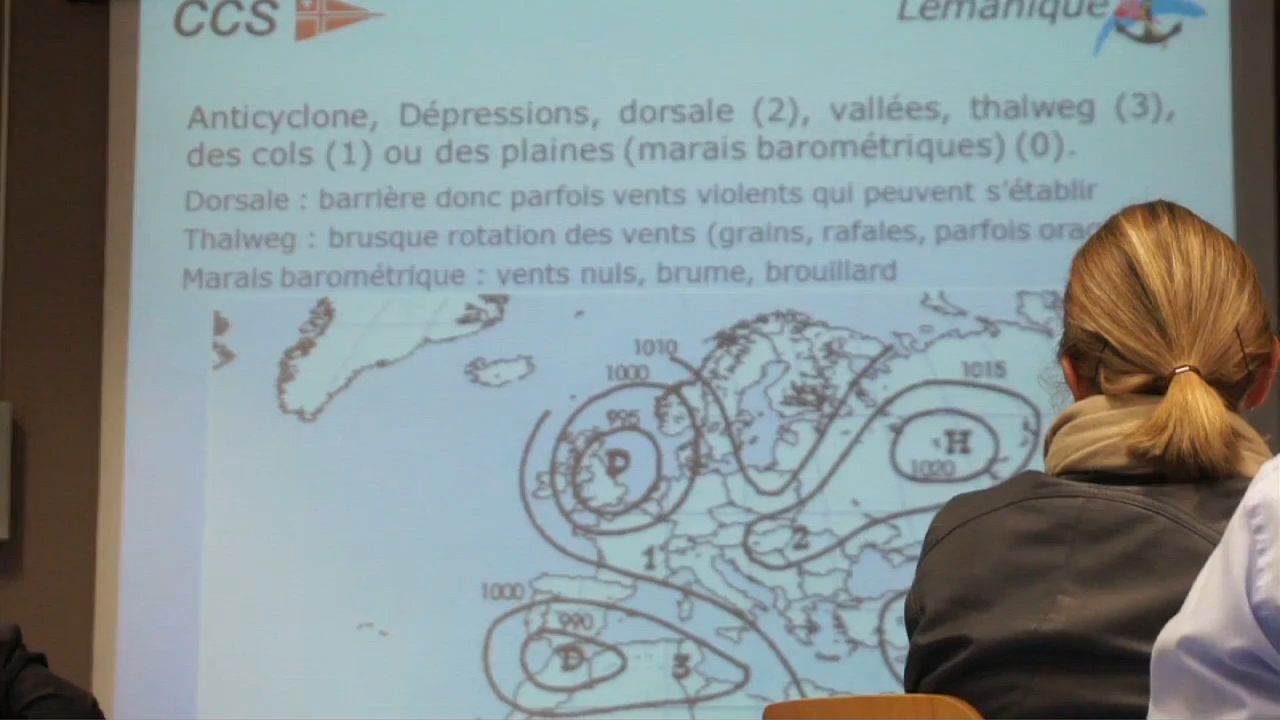 CCS
Lémanique
Anticyclone, Dépressions, dorsale (2), vallées, thalweg (3),
des cols (1) ou des plaines (marais barométriques) (0).
Dorsale : barrière donc parfois vents violents qui peuvent s'établir
Thalweg : brusque rotation des vents (grains, rafales, parfois
Marais barométrique : vents nuls, brume, brouillard
1010
1000
1015
995
D
H
1020
2
1
1000
990
D
3